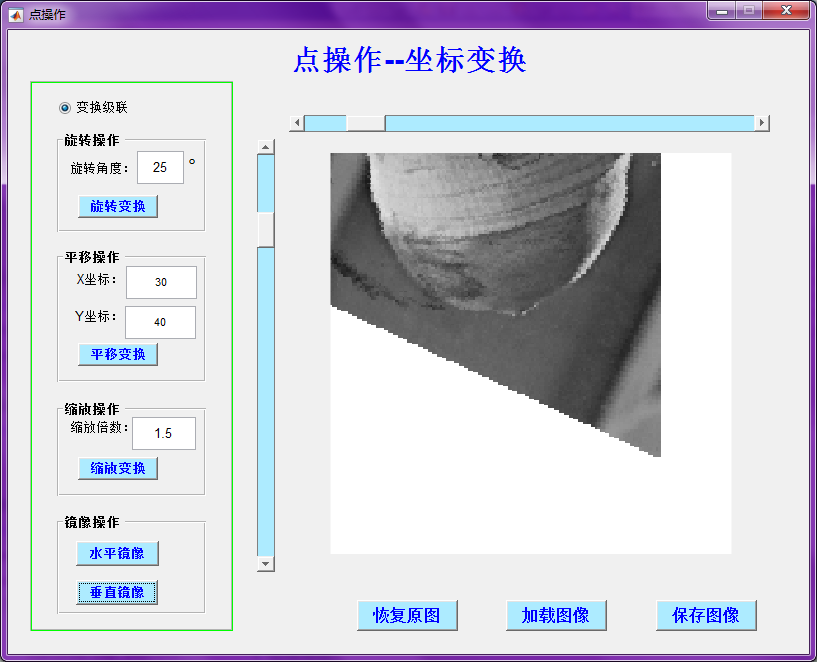 点操作
点操作--坐标变换
变换级联
旋转操作
旋转角度： 25 °
旋转变换
平移操作
X坐标： 30
Y坐标： 40
平移变换
缩放操作
缩放倍数： 1.5
缩放变换
镜像操作
水平镜像
垂直镜像
恢复原图 加载图像 保存图像